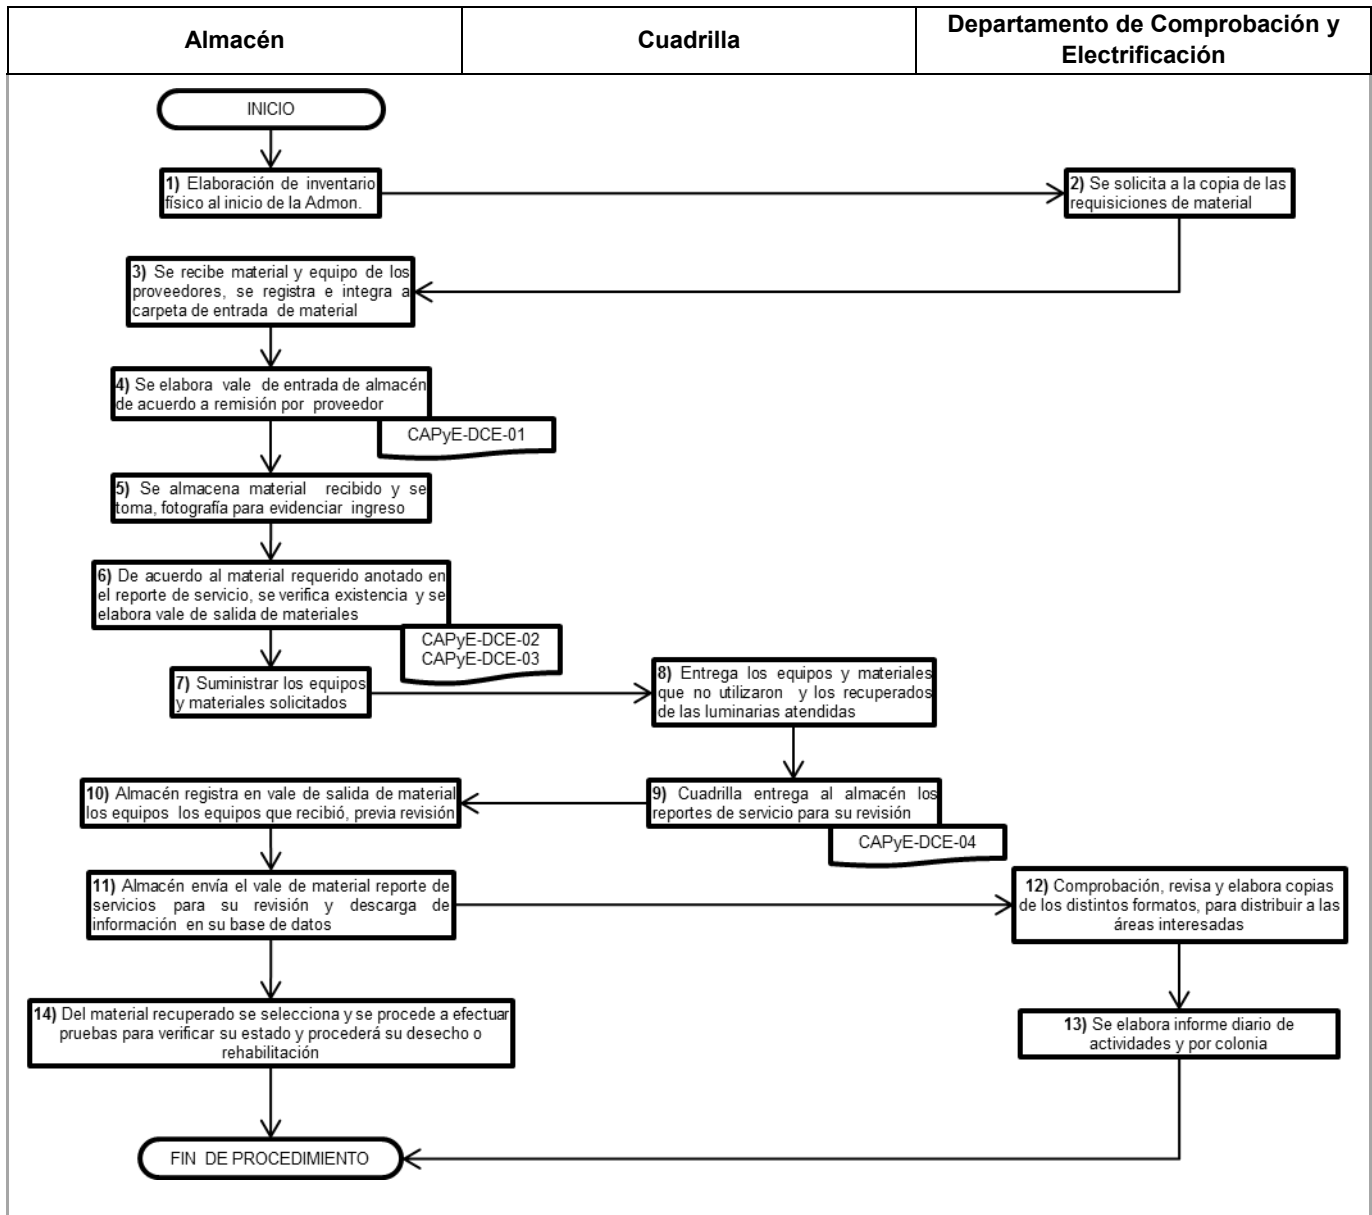 Almacén
Cuadrilla
Departamento de Comprobación y
Electrificación
INICIO
1) Elaboración de inventario
físico al inicio de la Admon.
2) Se solicita a la copia de las
requisiciones de material
3) Se recibe material y equipo de los
proveedores, se registra e integra a
carpeta de entrada de material
4) Se elabora vale de entrada de almacén
de acuerdo a remisión por proveedor
CAPyE-DCE-01
5) Se almacena material recibido y se
toma, fotografía para evidenciar ingreso
6) De acuerdo al material requerido anotado en
el reporte de servicio, se verifica existencia y se
elabora vale de salida de materiales
CAPyE-DCE-02
CAPyE-DCE-03
7) Suministrar los equipos
y materiales solicitados
8) Entrega los equipos y materiales
que no utilizaron y los recuperados
de las luminarias atendidas
9) Cuadrilla entrega al almacén los
reportes de servicio para su revisión
CAPyE-DCE-04
10) Almacén registra en vale de salida de material
los equipos los equipos que recibió, previa revisión
11) Almacén envía el vale de material reporte de
servicios para su revisión y descarga de
información en su base de datos
12) Comprobación, revisa y elabora copias
de los distintos formatos, para distribuir a las
áreas interesadas
13) Se elabora informe diario de
actividades y por colonia
14) Del material recuperado se selecciona y se procede a efectuar
pruebas para verificar su estado y procederá su desecho o
rehabilitación
FIN DE PROCEDIMIENTO